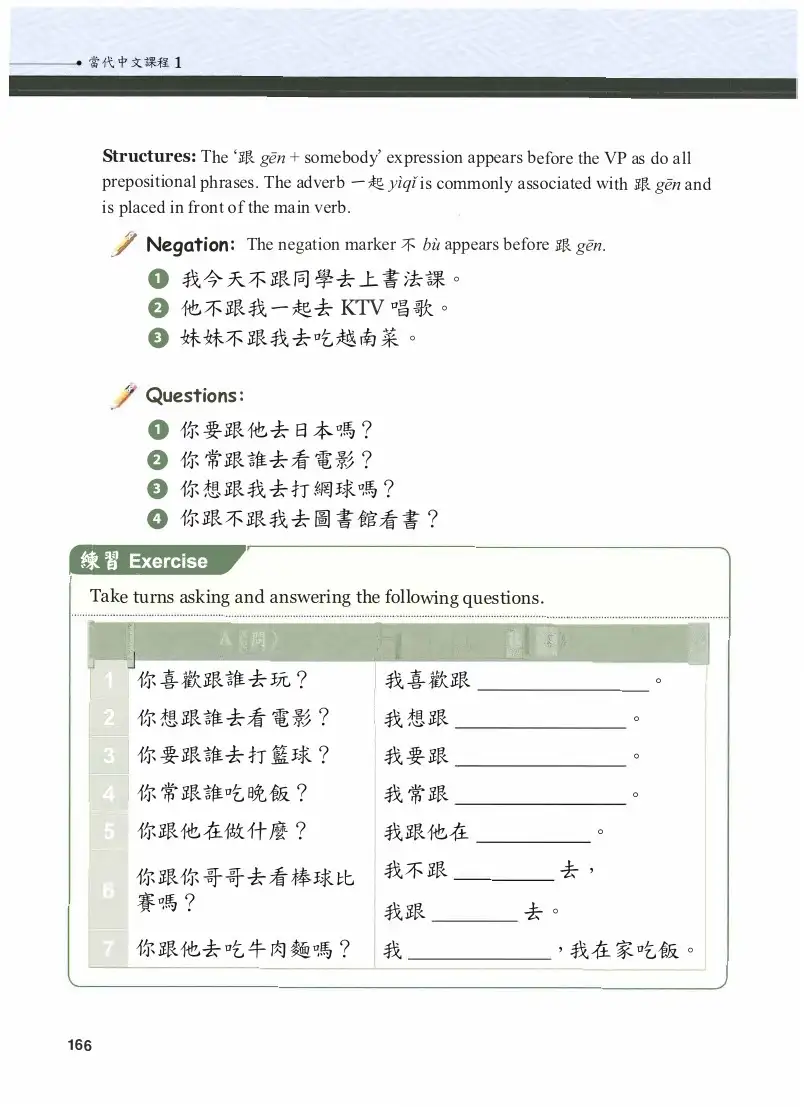 當代中文課程 1
Structures: The ‘跟 gēn + somebody’ expression appears before the VP as do all
prepositional phrases. The adverb 一起 yìqǐ is commonly associated with 跟 gēn and
is placed in front of the main verb.
Negation: The negation marker 不 bù appears before 跟 gēn.
1 我今天不跟同學去上書法課。
2 他不跟我一起去 KTV 唱歌。
3 妹妹不跟我去吃越南菜。
Questions:
1 你要跟他去日本嗎？
2 你常跟誰去看電影？
3 你想跟我去打網球嗎？
4 你跟不跟我去圖書館看書？
練習 Exercise
Take turns asking and answering the following questions.
A（問）
1 你喜歡跟誰去玩？ 我喜歡跟 ________________。
2 你想跟誰去看電影？ 我想跟 ________________。
3 你要跟誰去打籃球？ 我要跟 ________________。
4 你常跟誰吃晚飯？ 我常跟 ________________。
5 你跟他在做什麼？ 我跟他在 ___________。
6 你跟你哥哥去看棒球比
賽嗎？
我不跟 _________ 去，
我跟 ________ 去。
7 你跟他去吃牛肉麵嗎？ 我 _____________，我在家吃飯。
166